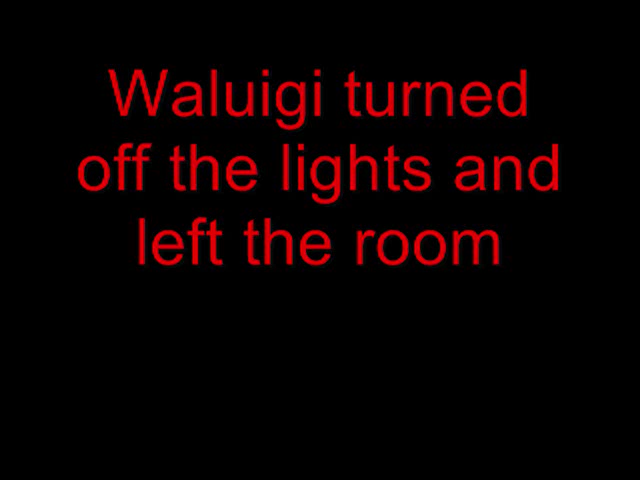 Waluigi turned
off the lights and
left the room